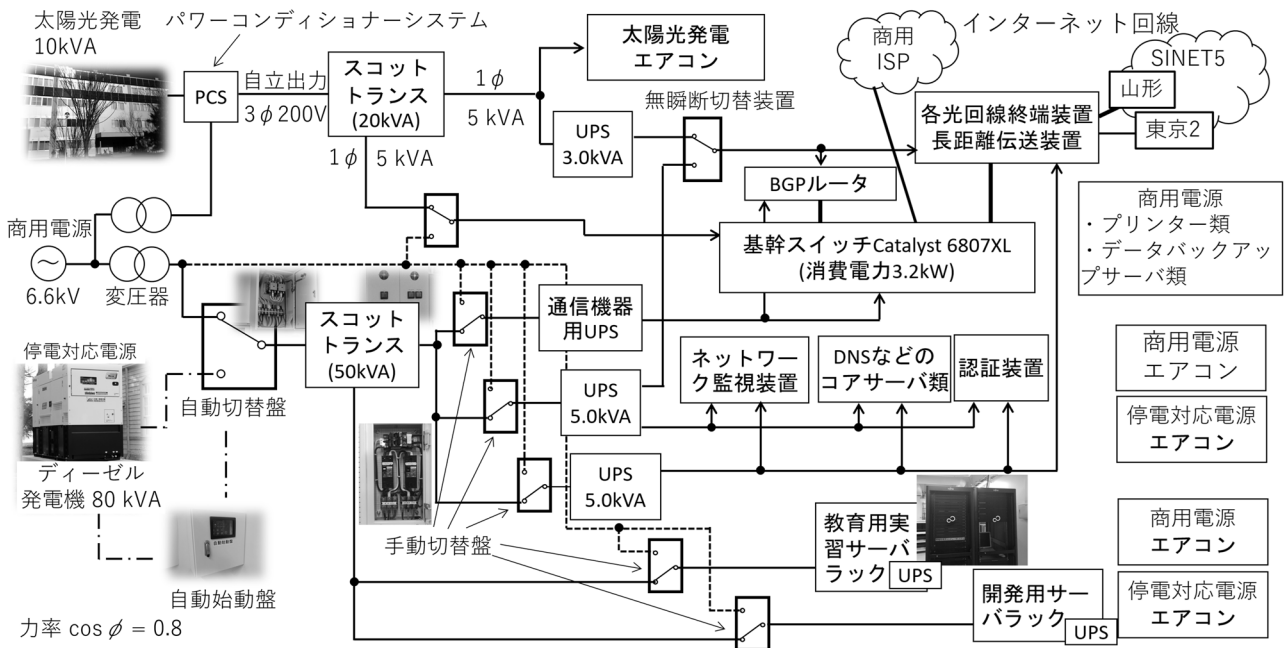 太陽光発電
10kVA
パワーコンディショナーシステム
PCS
自立出力
3φ200V
スコット
トランス
(20kVA)
1φ
5 kVA
1φ
5 kVA
太陽光発電
エアコン
UPS
3.0kVA
無瞬断切替装置
商用
ISP
インターネット回線
SINET5
山形
東京2
各光回線終端装置
長距離伝送装置
BGPルータ
基幹スイッチCatalyst 6807XL
(消費電力3.2kW)
商用電源
・プリンター類
・データバックアッ
プサーバ類
商用電源
～
6.6kV
変圧器
スコット
トランス
(50kVA)
通信機器
用UPS
停電対応電源
自動切替盤
ディーゼル
発電機 80 kVA
自動始動盤
力率 cos φ = 0.8
UPS
5.0kVA
UPS
5.0kVA
手動切替盤
ネットワー
ク監視装置
DNSなどの
コアサーバ類
認証装置
教育用実
習サーバ
ラック
UPS
開発用サー
バラック
UPS
商用電源
エアコン
停電対応電源
エアコン
商用電源
エアコン
停電対応電源
エアコン